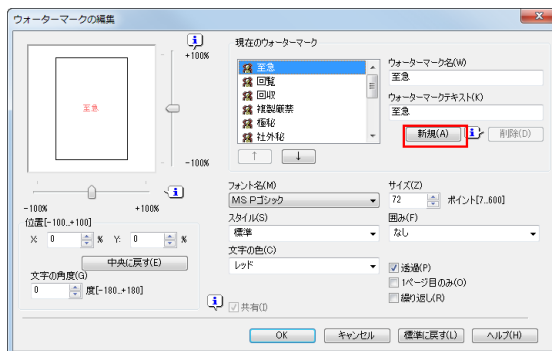 ウォーターマークの編集
+100%
-100%
至急
-100%
+100%
位置[-100..+100]
X: 0 % Y: 0 %
中央に戻す(E)
文字の角度(G)
0 度[-180..+180]
現在のウォーターマーク
至急
回覧
回収
複製厳禁
極秘
社外秘
↑ ↓
ウォーターマーク名(W)
至急
ウォーターマークテキスト(K)
至急
新規(A) 削除(D)
フォント名(M)
MS Pゴシック
スタイル(S)
標準
文字の色(C)
レッド
サイズ(Z)
72 ポイント[7..600]
囲み(F)
なし
透過(P)
1ページ目のみ(O)
繰り返し(R)
共有(I)
OK キャンセル 標準に戻す(L) ヘルプ(H)